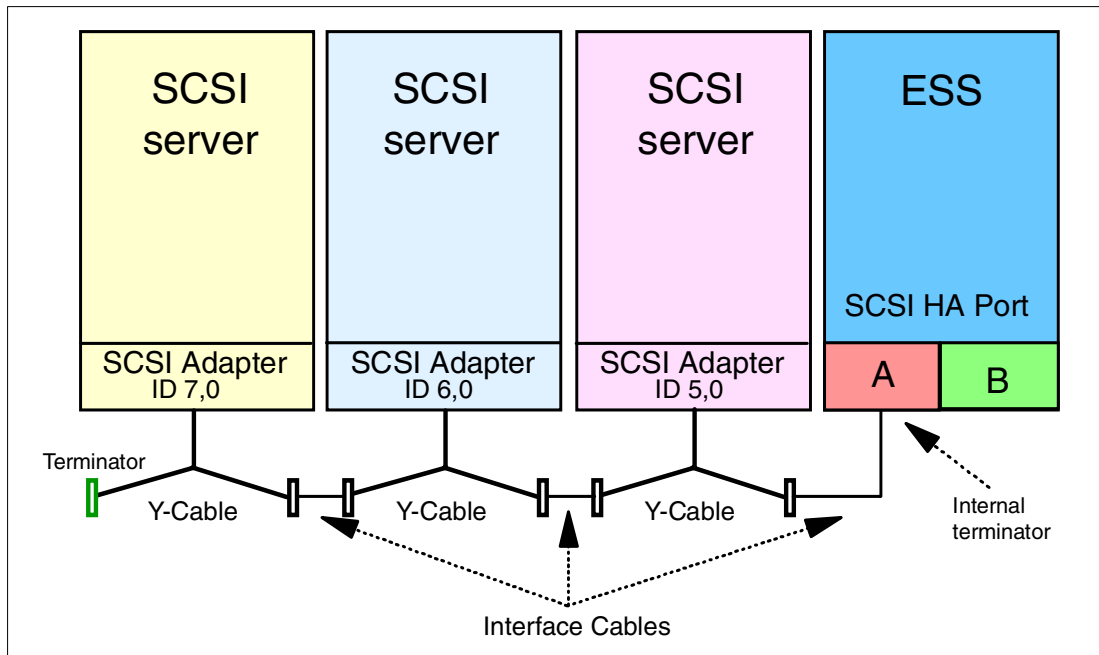 SCSI
server
SCSI
server
SCSI
server
ESS
SCSI HA Port
SCSI Adapter
ID 7,0
SCSI Adapter
ID 6,0
SCSI Adapter
ID 5,0
A
B
Terminator
Y-Cable
Y-Cable
Y-Cable
Internal
terminator
Interface Cables